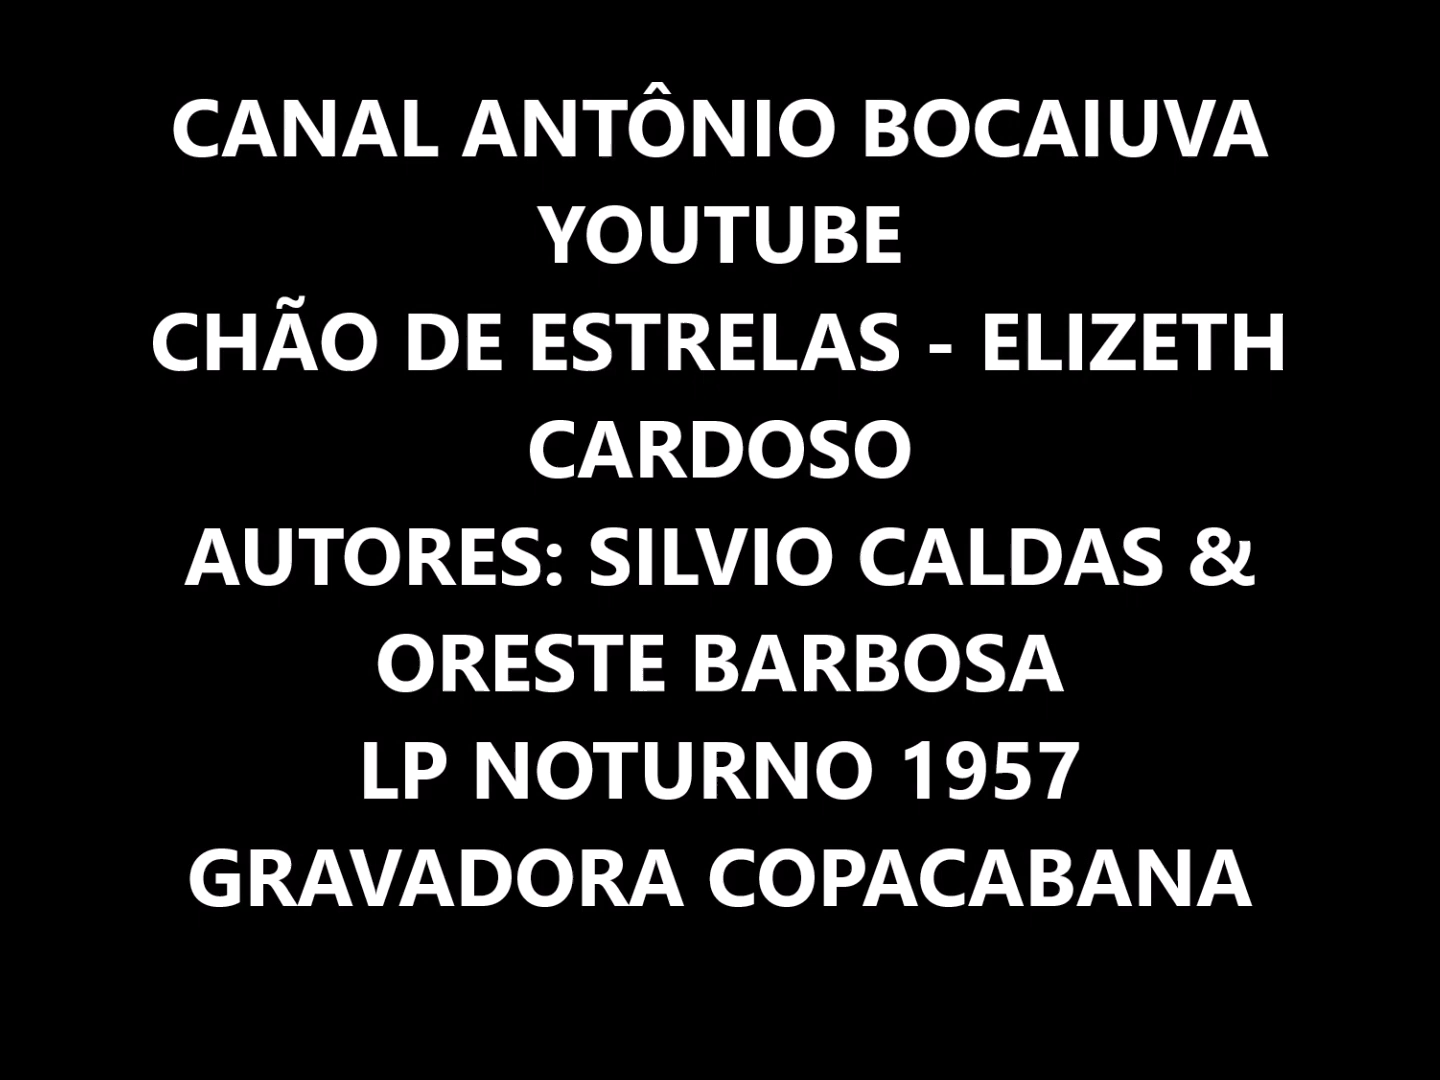 CANAL ANTÔNIO BOCAIUVA
YOUTUBE
CHÃO DE ESTRELAS - ELIZETH
CARDOSO
AUTORES: SILVIO CALDAS &
ORESTE BARBOSA
LP NOTURNO 1957
GRAVADORA COPACABANA